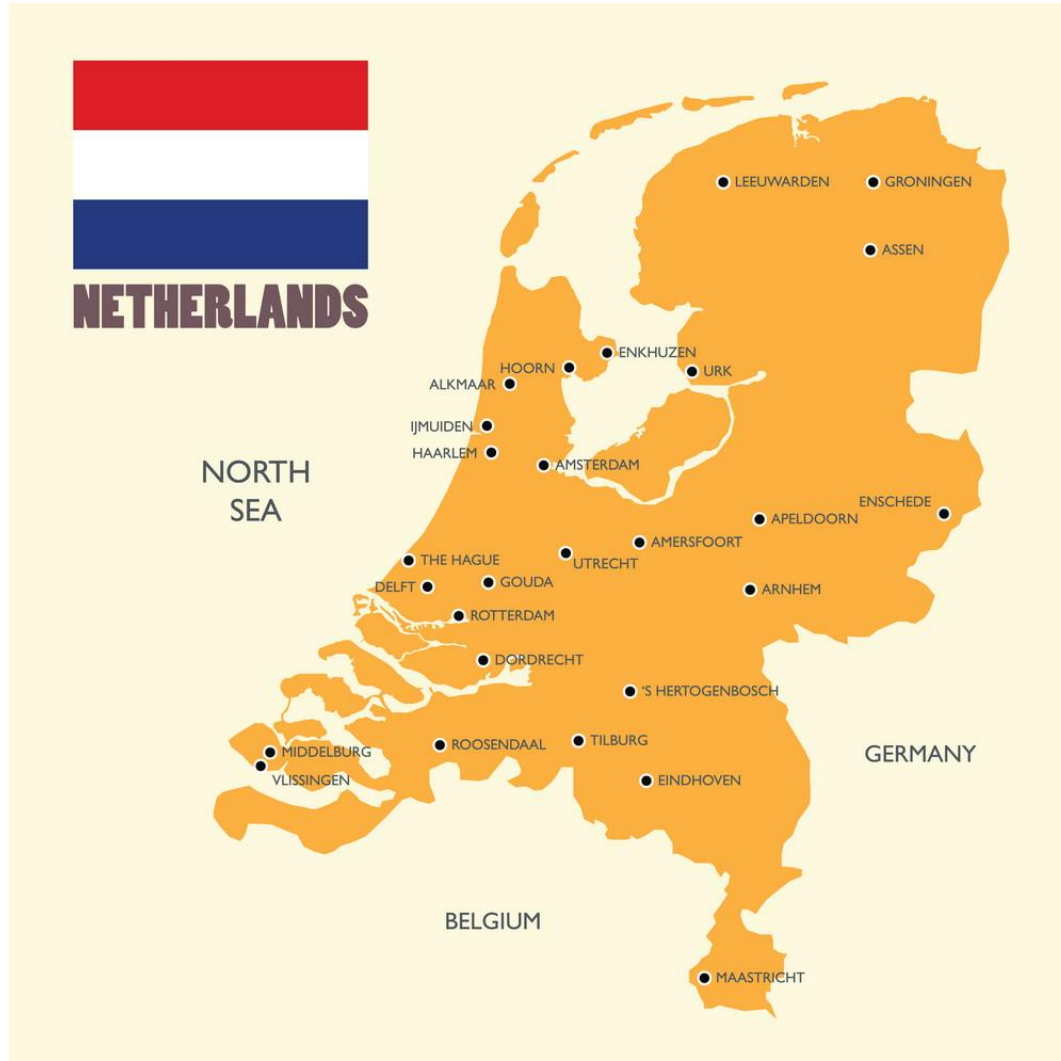 NETHERLANDS
LEEUWARDEN
GRONINGEN
ASSEN
ENKHUZEN
HOORN
URK
ALKMAAR
IJMUIDEN
HAARLEM
AMSTERDAM
NORTH
SEA
ENSCHEDE
APELDOORN
AMERSFOORT
UTRECHT
THE HAGUE
GOUDA
DELFT
ARNHEM
ROTTERDAM
DORDRECHT
'S HERTOGENBOSCH
TILBURG
ROOSENDAAL
MIDDELBURG
GERMANY
VLISSINGEN
EINDHOVEN
BELGIUM
MAASTRICHT